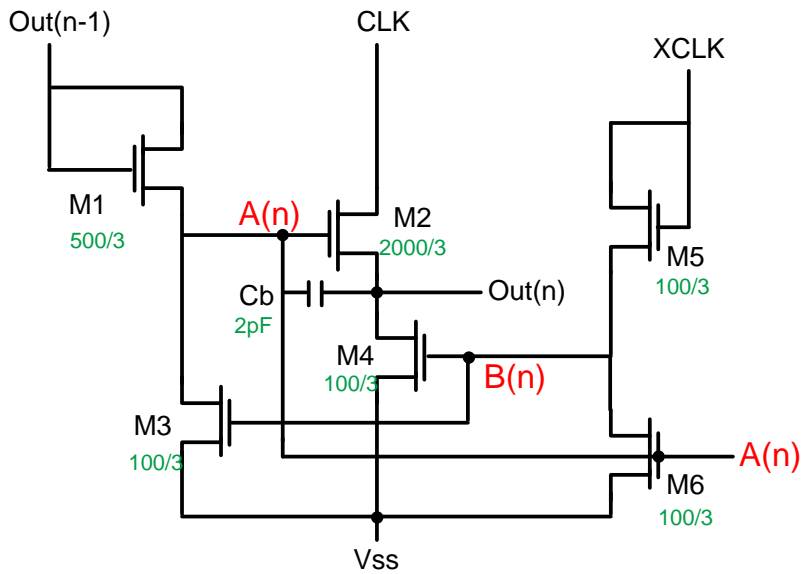 Out(n-1)
CLK
XCLK
M1
500/3
A(n)
M2
2000/3
M5
100/3
Cb
2pF
Out(n)
M4
100/3
B(n)
M3
100/3
A(n)
M6
100/3
Vss